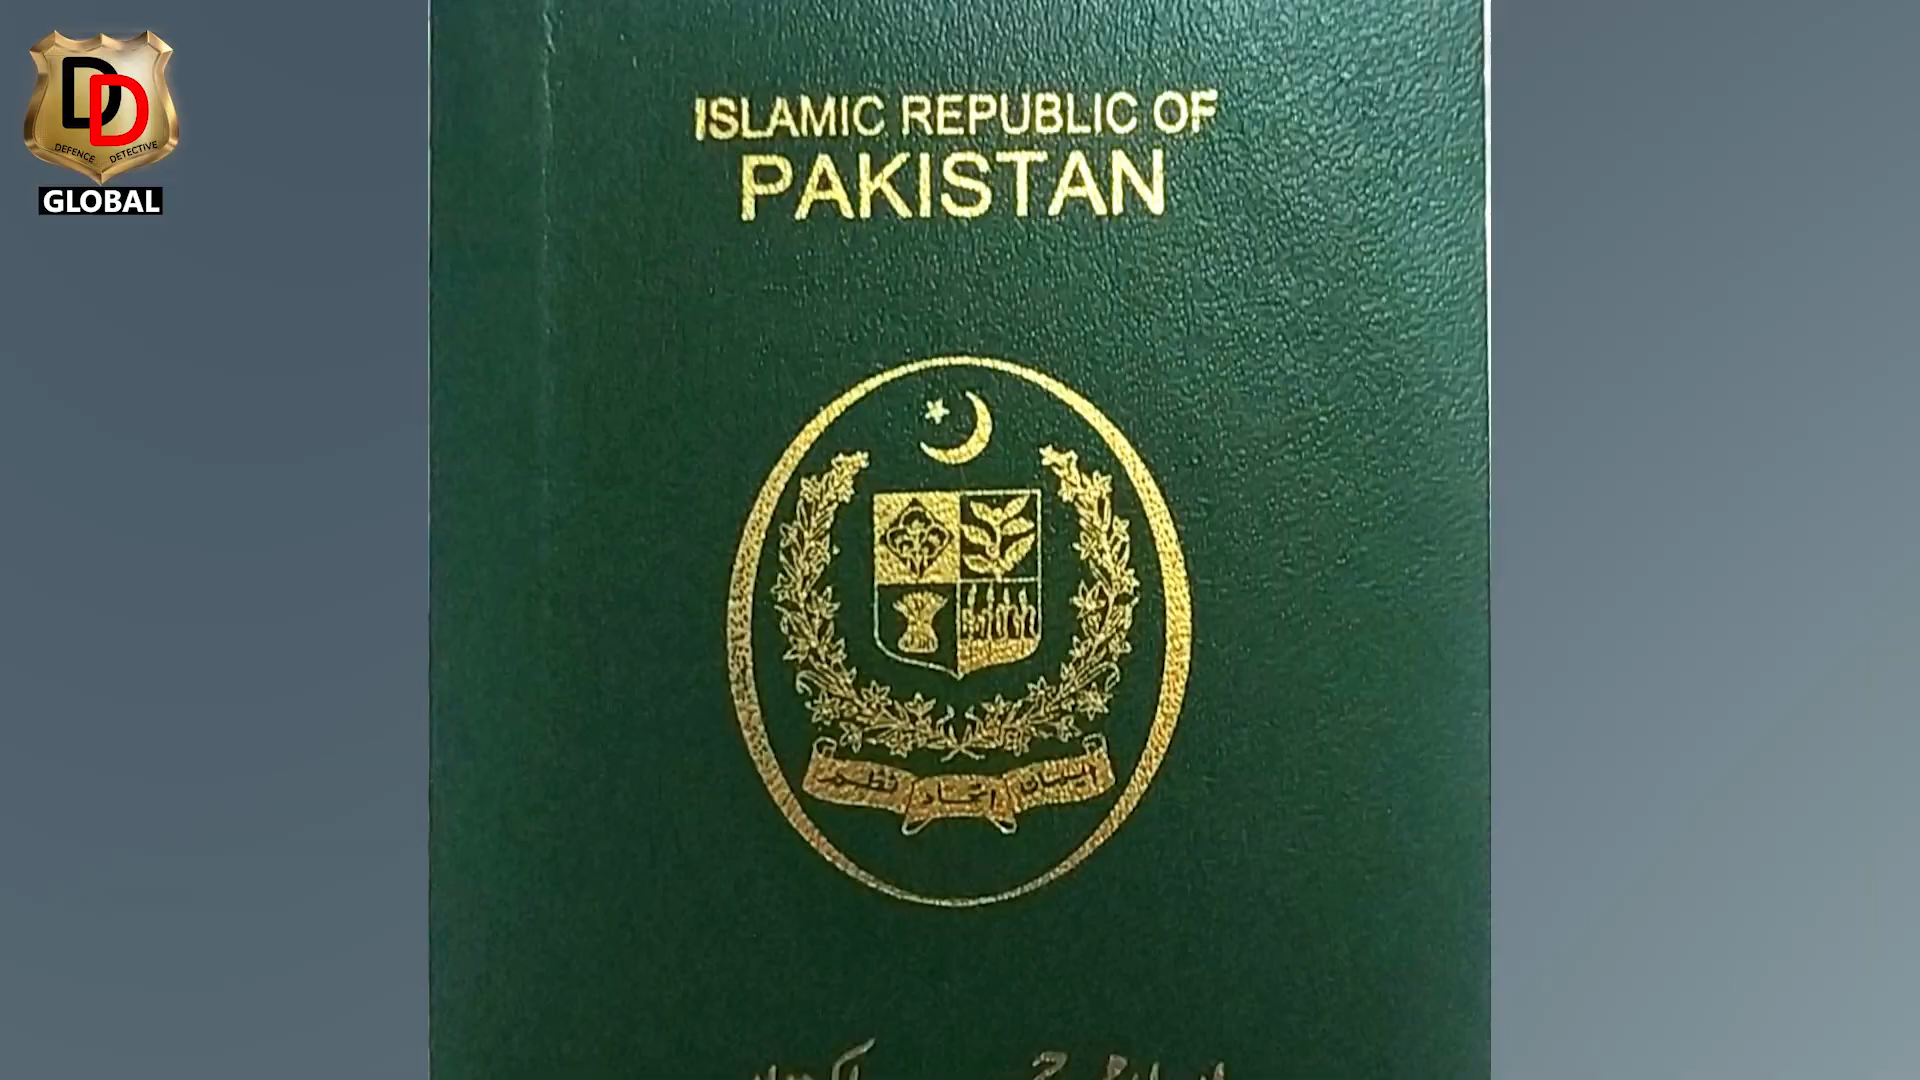 DD
DEFENCE DETECTIVE
GLOBAL
ISLAMIC REPUBLIC OF
PAKISTAN
ایمان اتحاد نظم